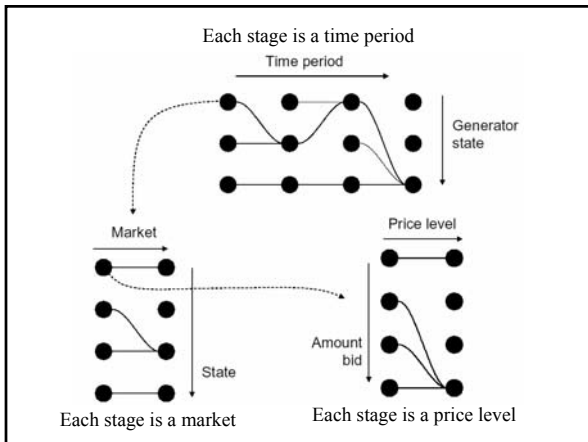 Each stage is a time period
Time period
Generator
state
Market
Price level
Amount
bid
State
Each stage is a market
Each stage is a price level